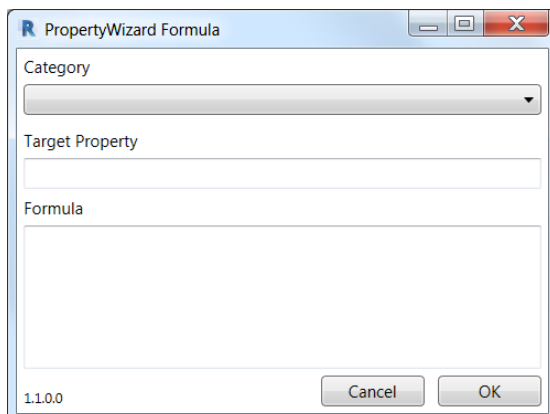 R PropertyWizard Formula
Category
Target Property
Formula
1.1.0.0 Cancel OK